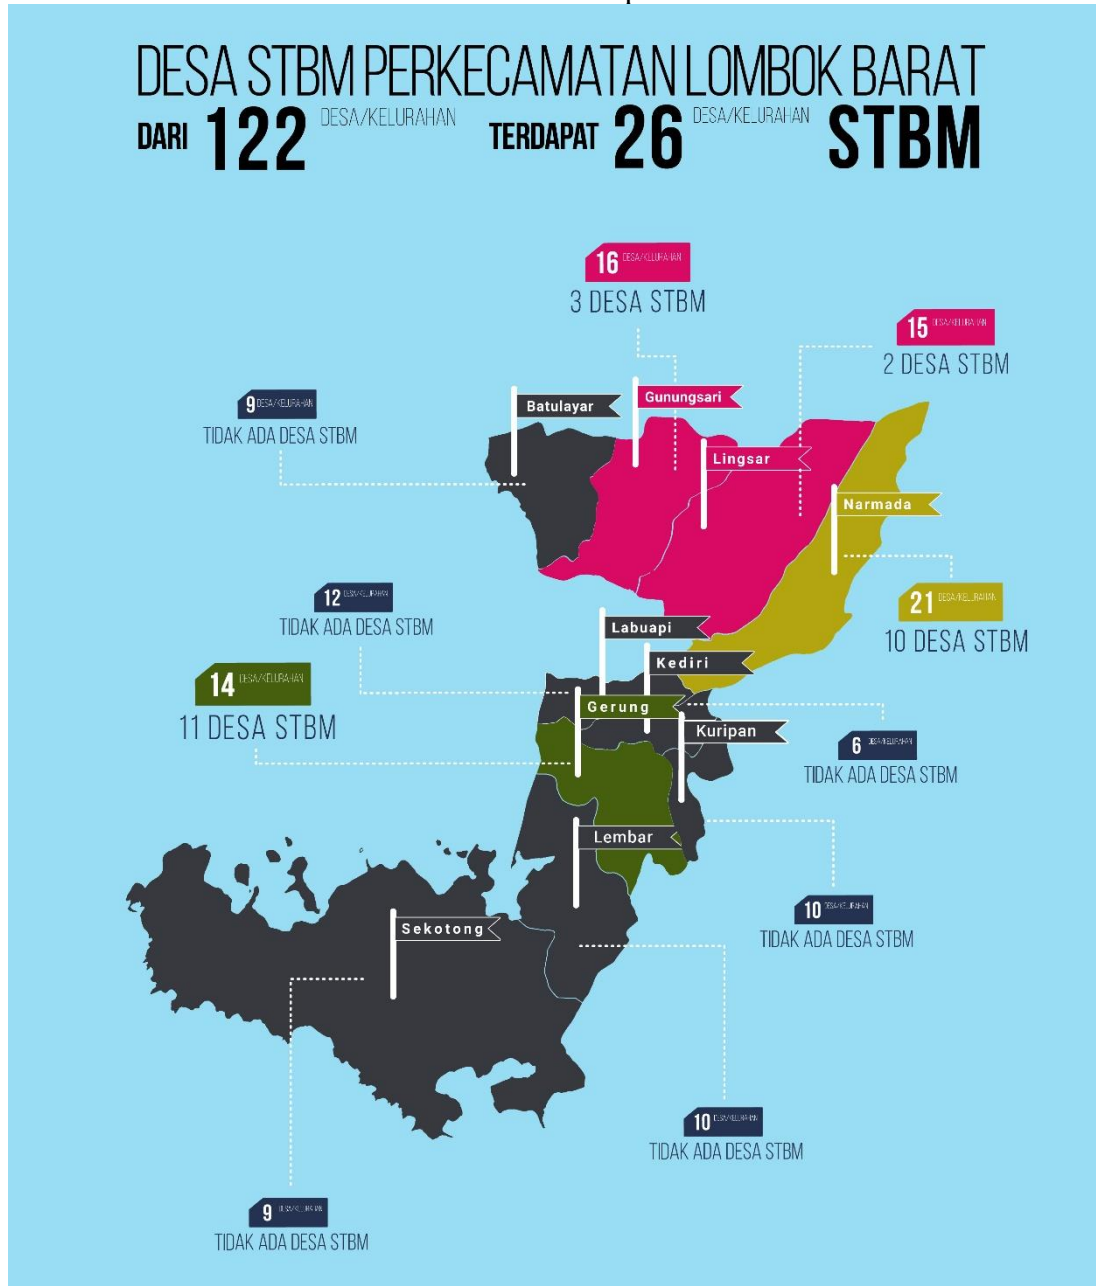 DESA STBM PERKECAMATAN LOMBOK BARAT
DARI 122 DESA/KELURAHAN TERDAPAT 26 DESA/KELURAHAN STBM
16 DESA/KELURAHAN
3 DESA STBM
15 DESA/KELURAHAN
2 DESA STBM
9 DESA/KELURAHAN
TIDAK ADA DESA STBM
Batulayar
Gunungsari
Lingsar
Narmada
12 DESA/KELURAHAN
TIDAK ADA DESA STBM
21 DESA/KELURAHAN
10 DESA STBM
Labuapi
Kediri
14 DESA/KELURAHAN
11 DESA STBM
Gerung
Kuripan
6 DESA/KELURAHAN
TIDAK ADA DESA STBM
Lembar
10 DESA/KELURAHAN
TIDAK ADA DESA STBM
Sekotong
10 DESA/KELURAHAN
TIDAK ADA DESA STBM
9 DESA/KELURAHAN
TIDAK ADA DESA STBM